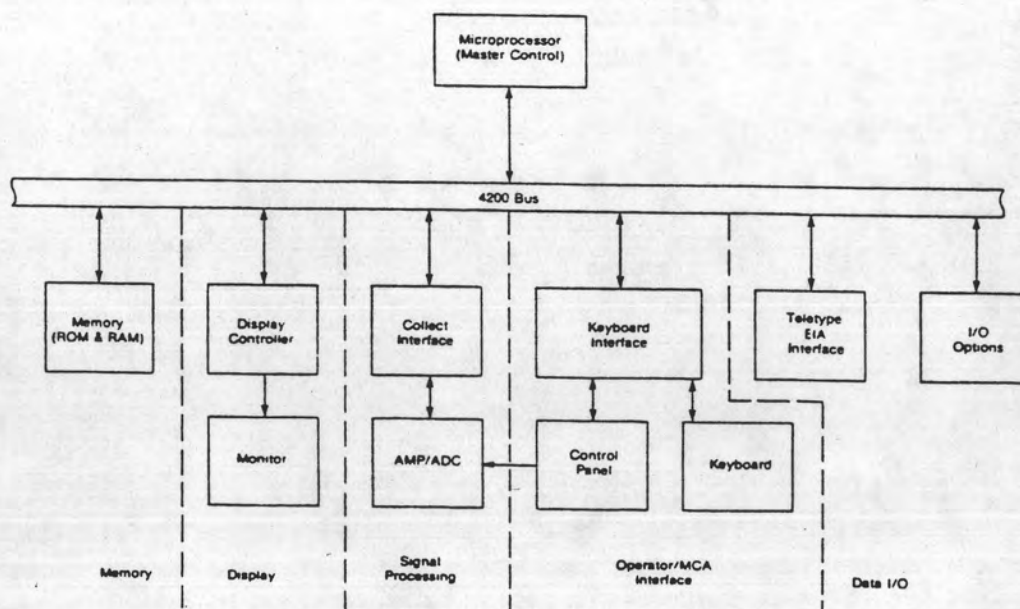 Microprocessor
(Master Control)
4200 Bus
Memory
(ROM & RAM)
Display
Controller
Collect
Interface
Keyboard
Interface
Teletype
EIA
Interface
I/O
Options
Monitor
AMP/ADC
Control
Panel
Keyboard
Memory
Display
Signal
Processing
Operator/MCA
Interface
Data I/O